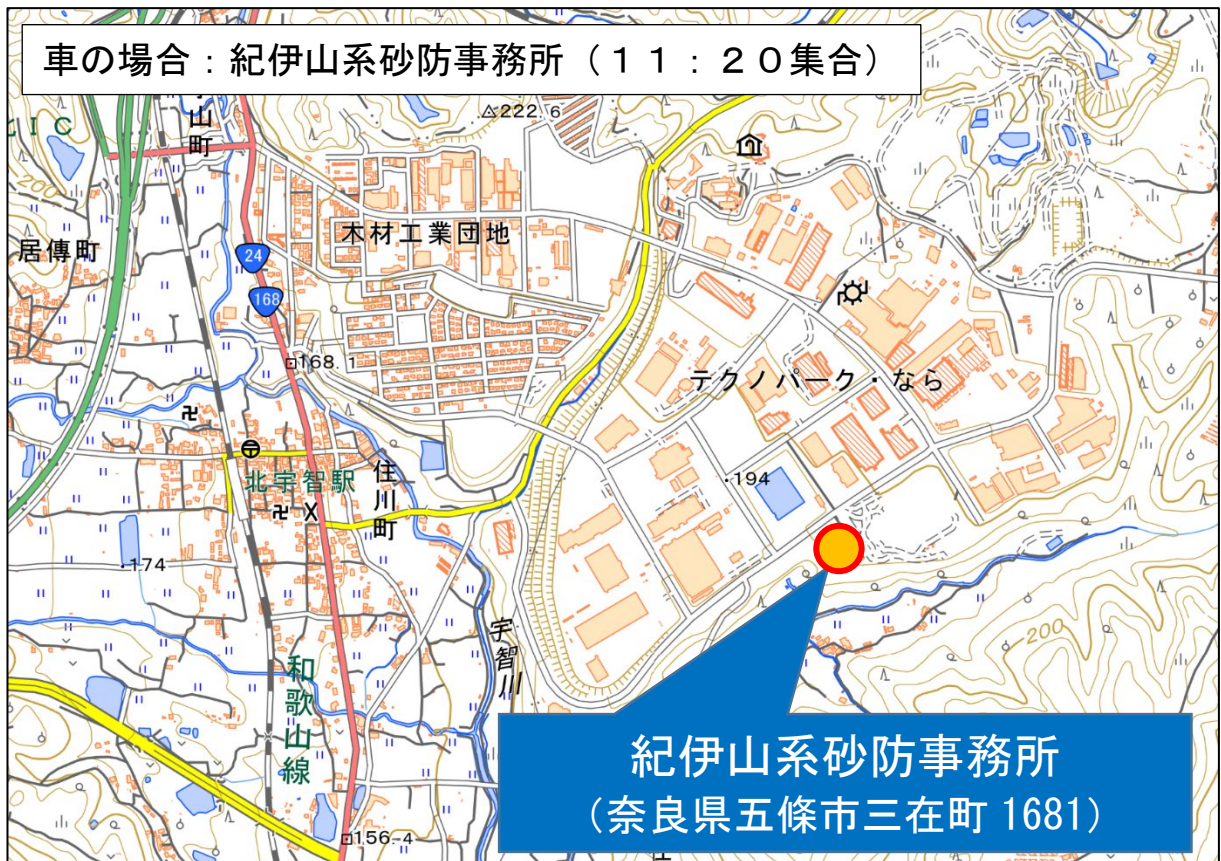 車の場合：紀伊山系砂防事務所（１１：２０集合）
222.6
ＩＣ
山町
居傳町
24
168
木材工業団地
168.1
テクノパーク・なら
北宇智駅
住川町
194
174
宇智川
200
200
和歌山線
156.4
紀伊山系砂防事務所
（奈良県五條市三在町 1681）